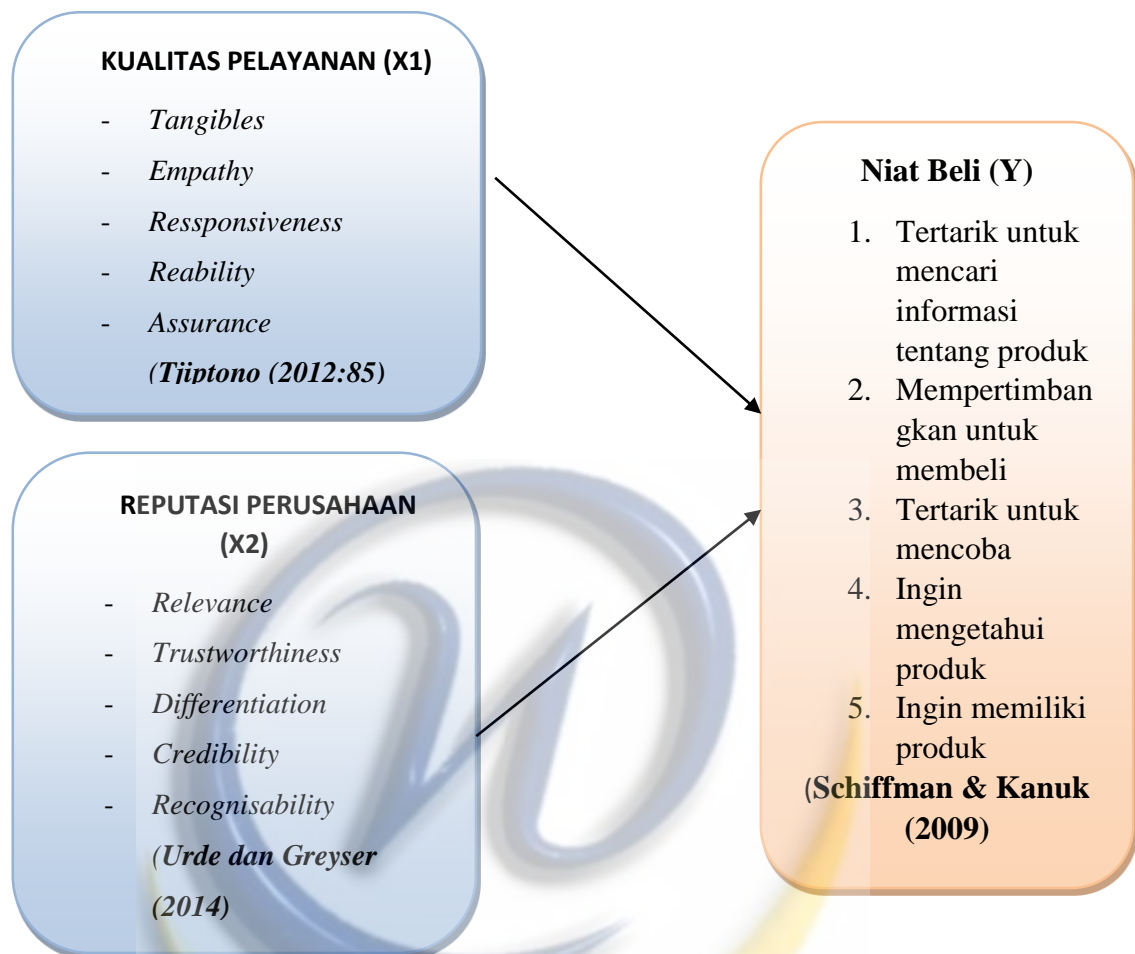 KUALITAS PELAYANAN (X1)
- Tangibles
- Empathy
- Ressponsiveness
- Reability
- Assurance
(Tjiptono (2012:85)
REPUTASI PERUSAHAAN
(X2)
- Relevance
- Trustworthiness
- Differentiation
- Credibility
- Recognisability
(Urde dan Greyser
(2014)
Niat Beli (Y)
1. Tertarik untuk
mencari
informasi
tentang produk
2. Mempertimban
gkan untuk
membeli
3. Tertarik untuk
mencoba
4. Ingin
mengetahui
produk
5. Ingin memiliki
produk
(Schiffman & Kanuk
(2009)